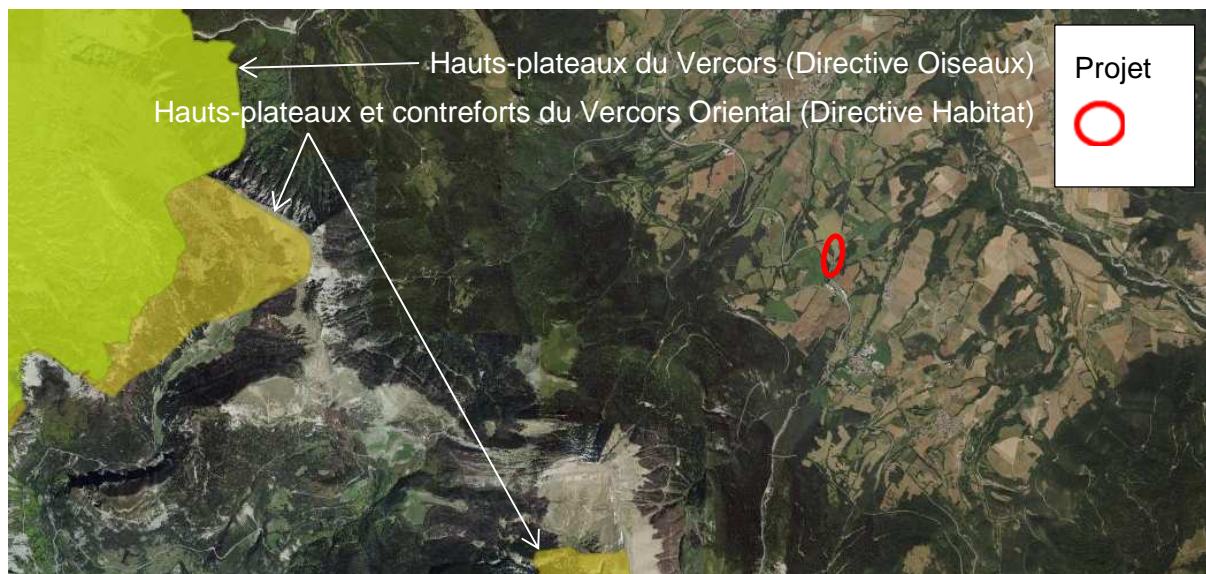 Hauts-plateaux du Vercors (Directive Oiseaux)
Hauts-plateaux et contreforts du Vercors Oriental (Directive Habitat)
Projet